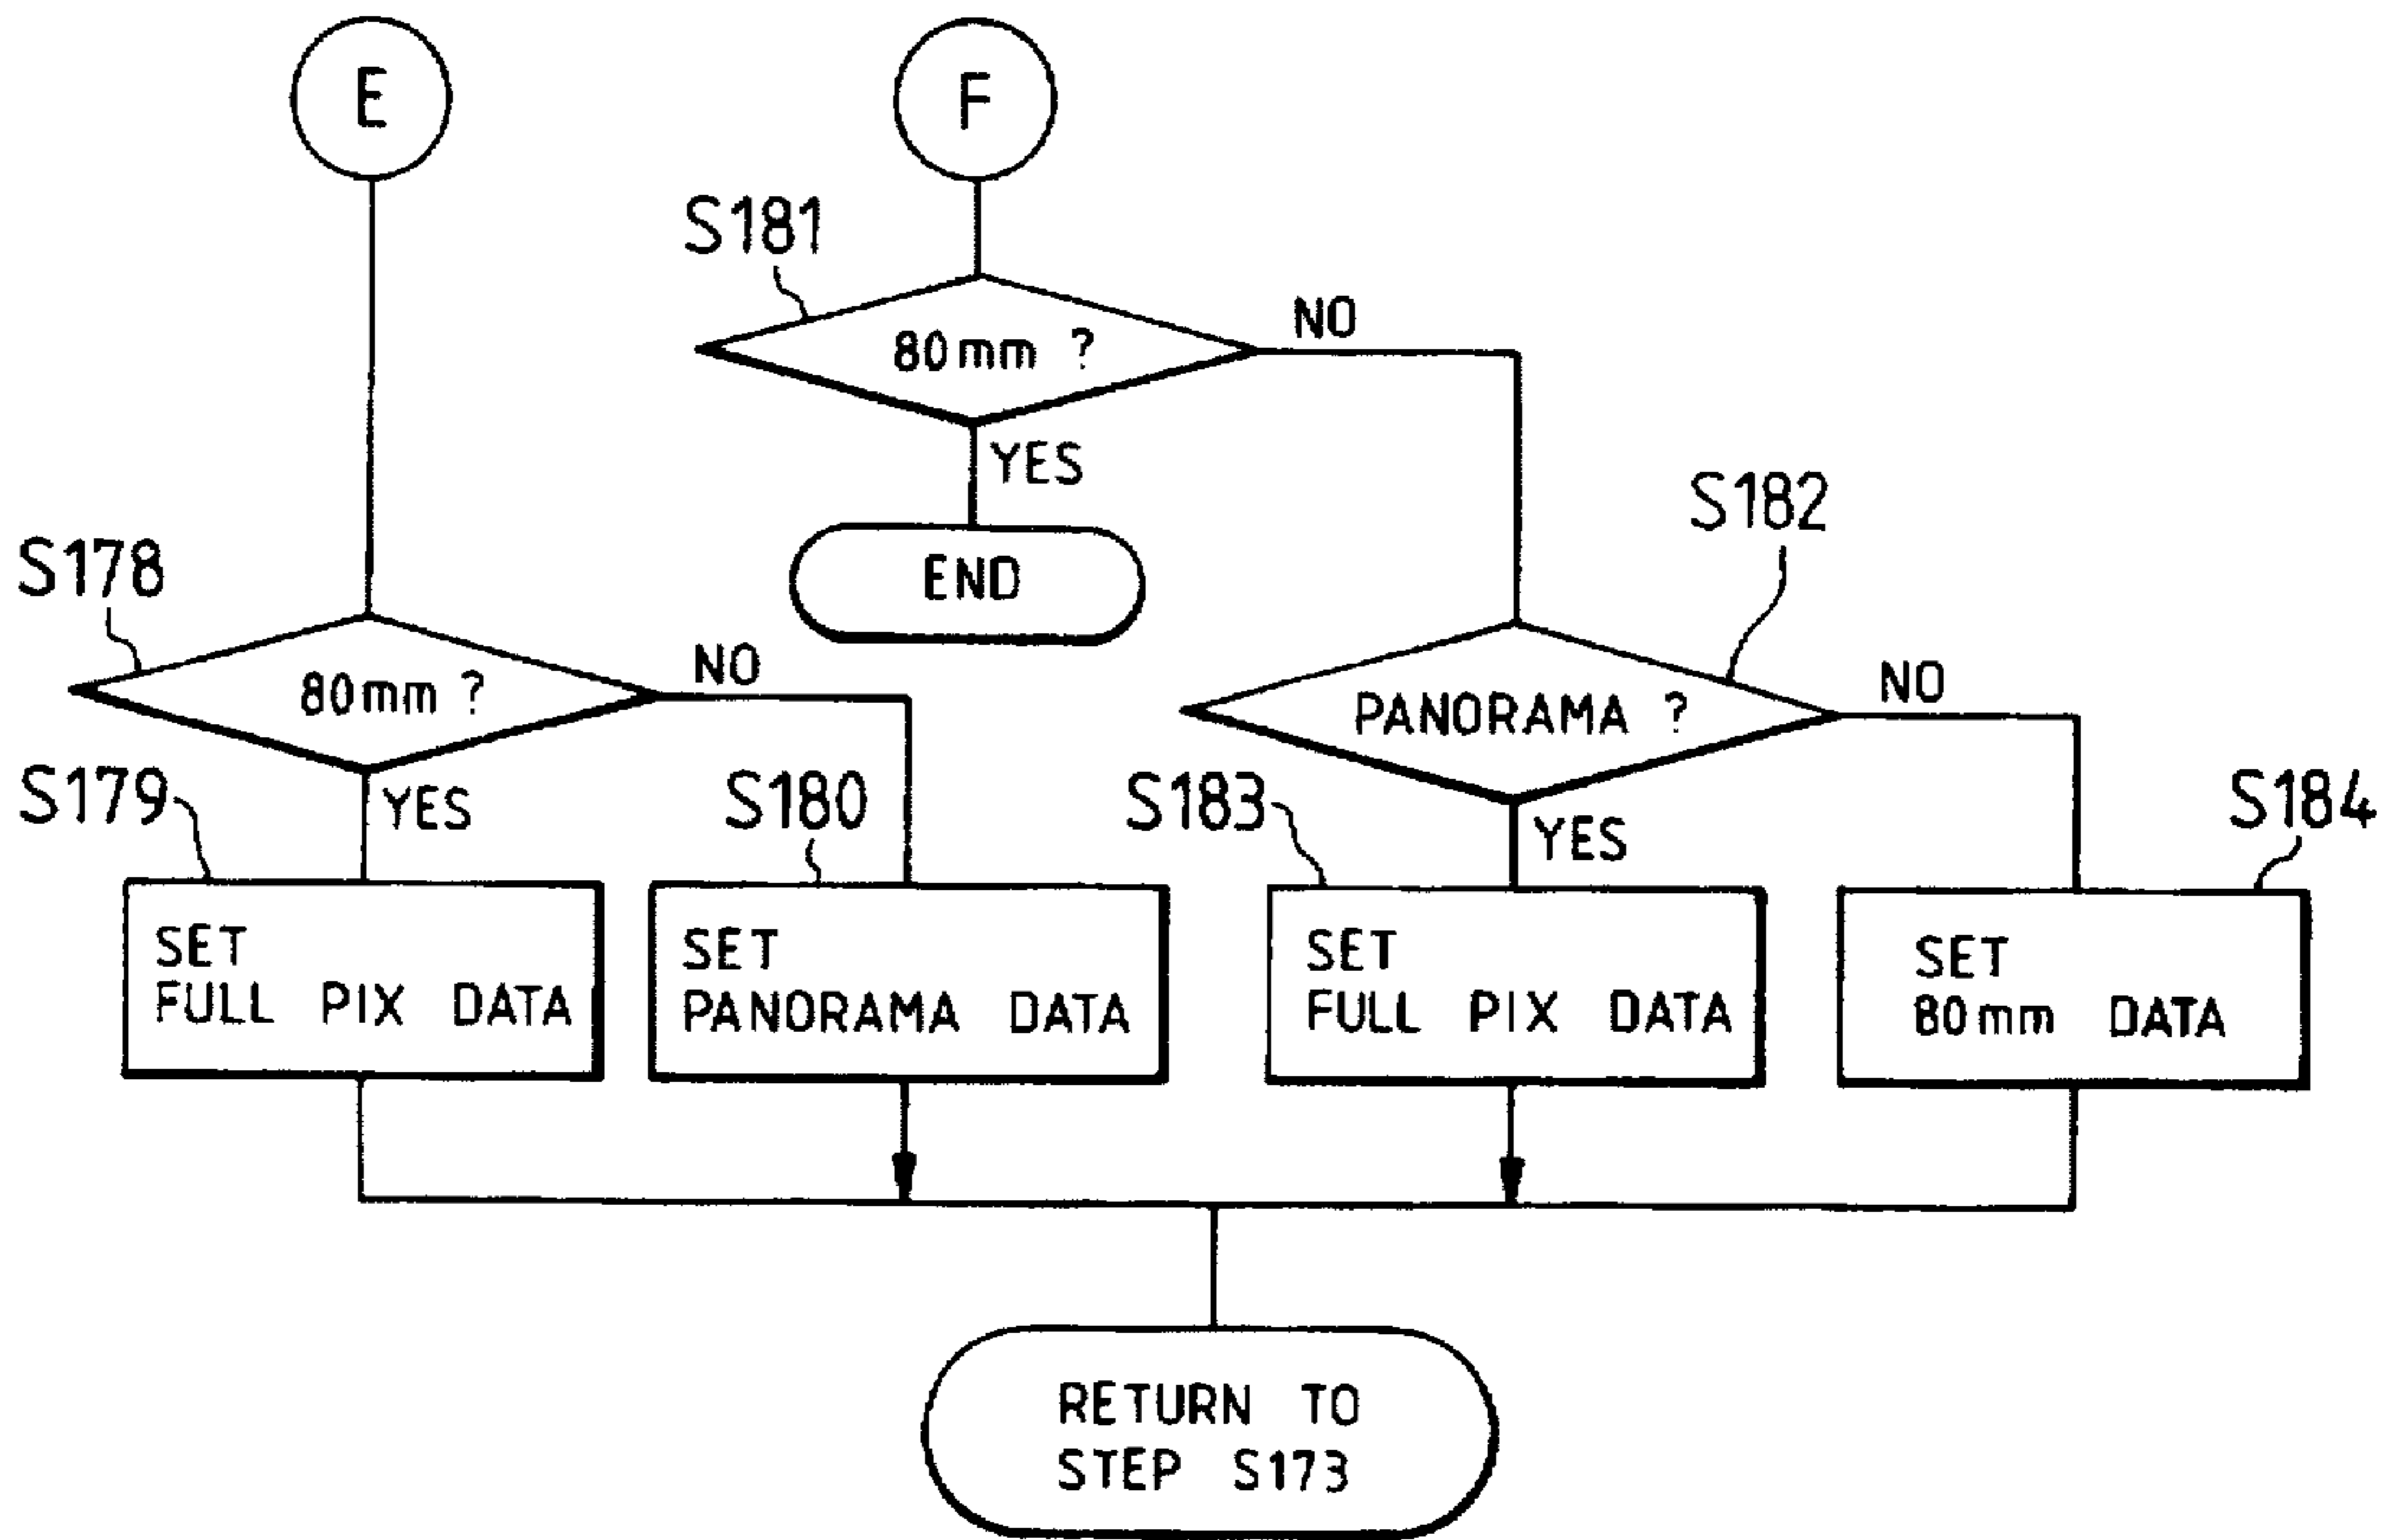 E
F
S181
80mm ?
NO
YES
END
S178
80mm ?
NO
YES
S182
PANORAMA ?
NO
YES
S179
SET
FULL PIX DATA
S180
SET
PANORAMA DATA
S183
SET
FULL PIX DATA
S184
SET
80mm DATA
RETURN TO
STEP S173